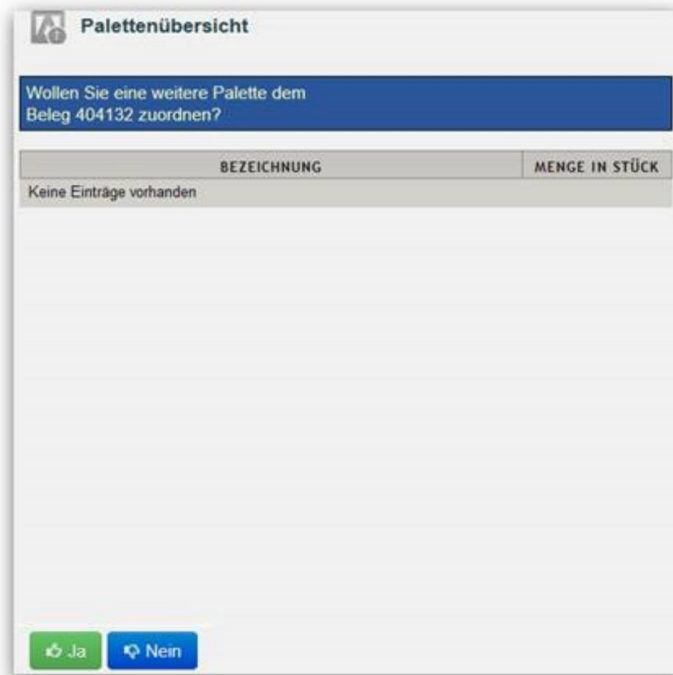 Palettenübersicht
Wollen Sie eine weitere Palette dem
Beleg 404132 zuordnen?
BEZEICHNUNG MENGE IN STÜCK
Keine Einträge vorhanden
Ja Nein